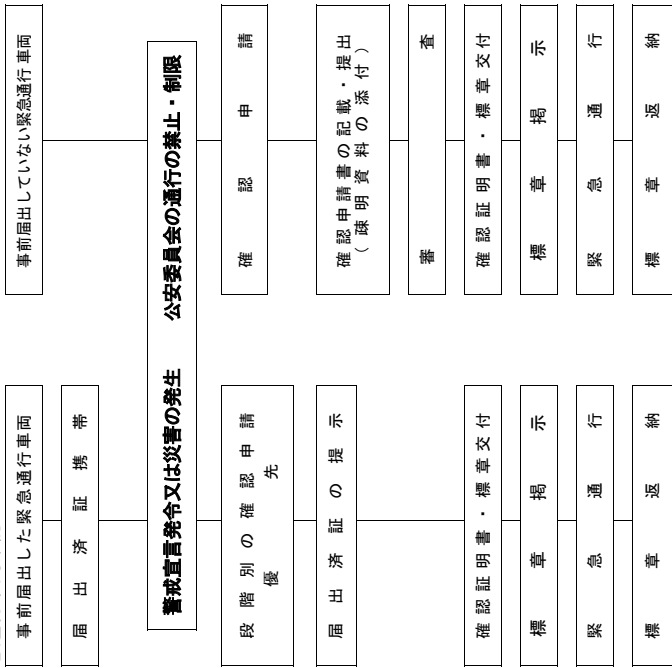 事前届出した緊急通行車両
事前届出していない緊急通行車両
届出済証携帯
警戒宣言発令又は災害の発生　公安委員会の通行の禁止・制限
段階別の確認申請
優先
確認申請
届出済証の提示
確認申請書の記載・提出
（疎明資料の添付）
審査
確認証明書・標章交付
確認証明書・標章交付
標章掲示
標章掲示
緊急通行
緊急通行
標章返納
標章返納